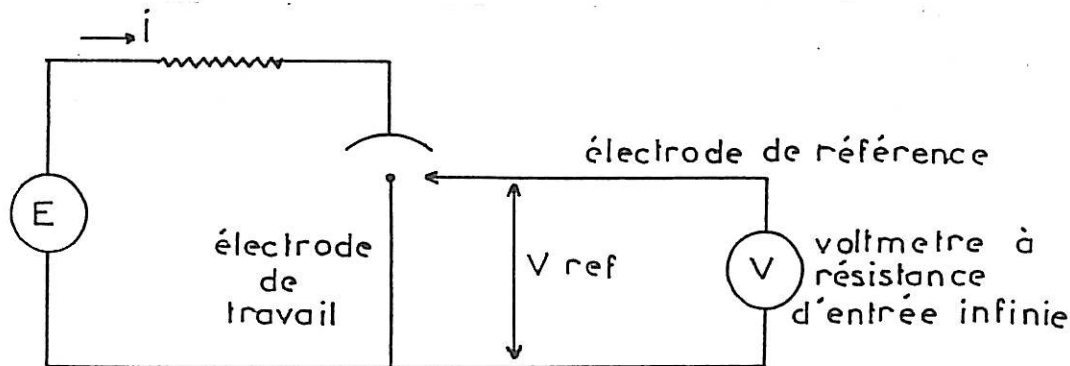 i
électrode de référence
E
électrode
de
travail
V ref
V
voltmetre à
résistance
d'entrée infinie